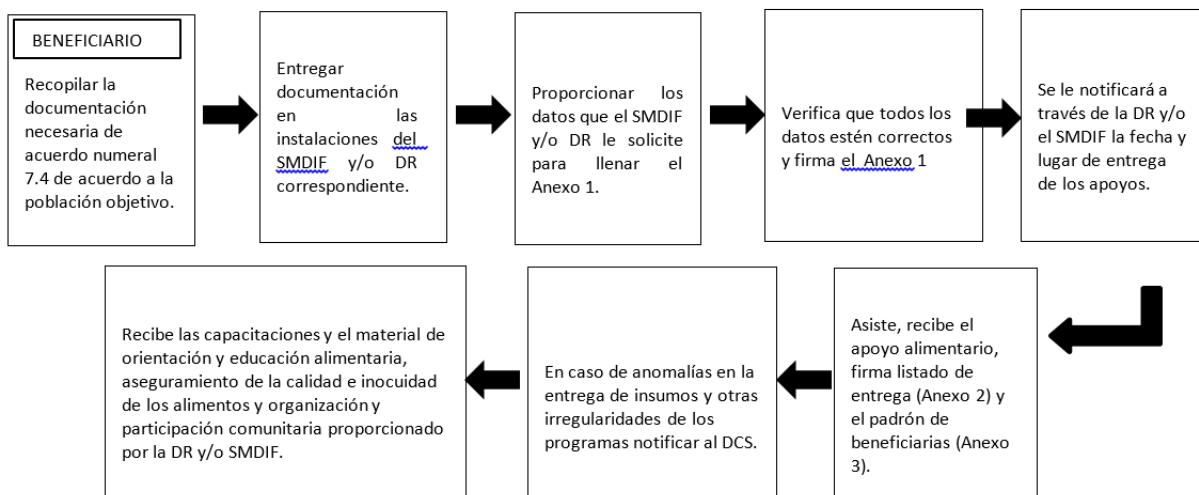 BENEFICIARIO
Recopilar la
documentación
necesaria de
acuerdo numeral
7.4 de acuerdo a la
población objetivo.
Entregar
documentación
en las
instalaciones del
SMDIF y/o DR
correspondiente.
Proporcionar los
datos que el SMDIF
y/o DR le solicite
para llenar el
Anexo 1.
Verifica que todos los
datos estén correctos
y firma el Anexo 1
Se le notificará a
través de la DR y/o
el SMDIF la fecha y
lugar de entrega
de los apoyos.
Asiste, recibe el
apoyo alimentario,
firma listado de
entrega (Anexo 2) y
el padrón de
beneficiarias (Anexo
3).
En caso de anomalías en la
entrega de insumos y otras
irregularidades de los
programas notificar al DCS.
Recibe las capacitaciones y el material de
orientación y educación alimentaria,
aseguramiento de la calidad e inocuidad
de los alimentos y organización y
participación comunitaria proporcionado
por la DR y/o SMDIF.